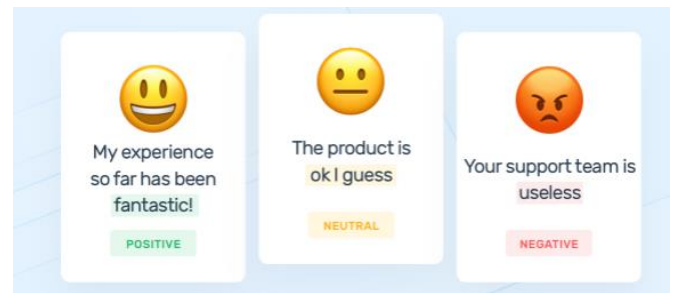 My experience
so far has been
fantastic!
POSITIVE
The product is
ok I guess
NEUTRAL
Your support team is
useless
NEGATIVE